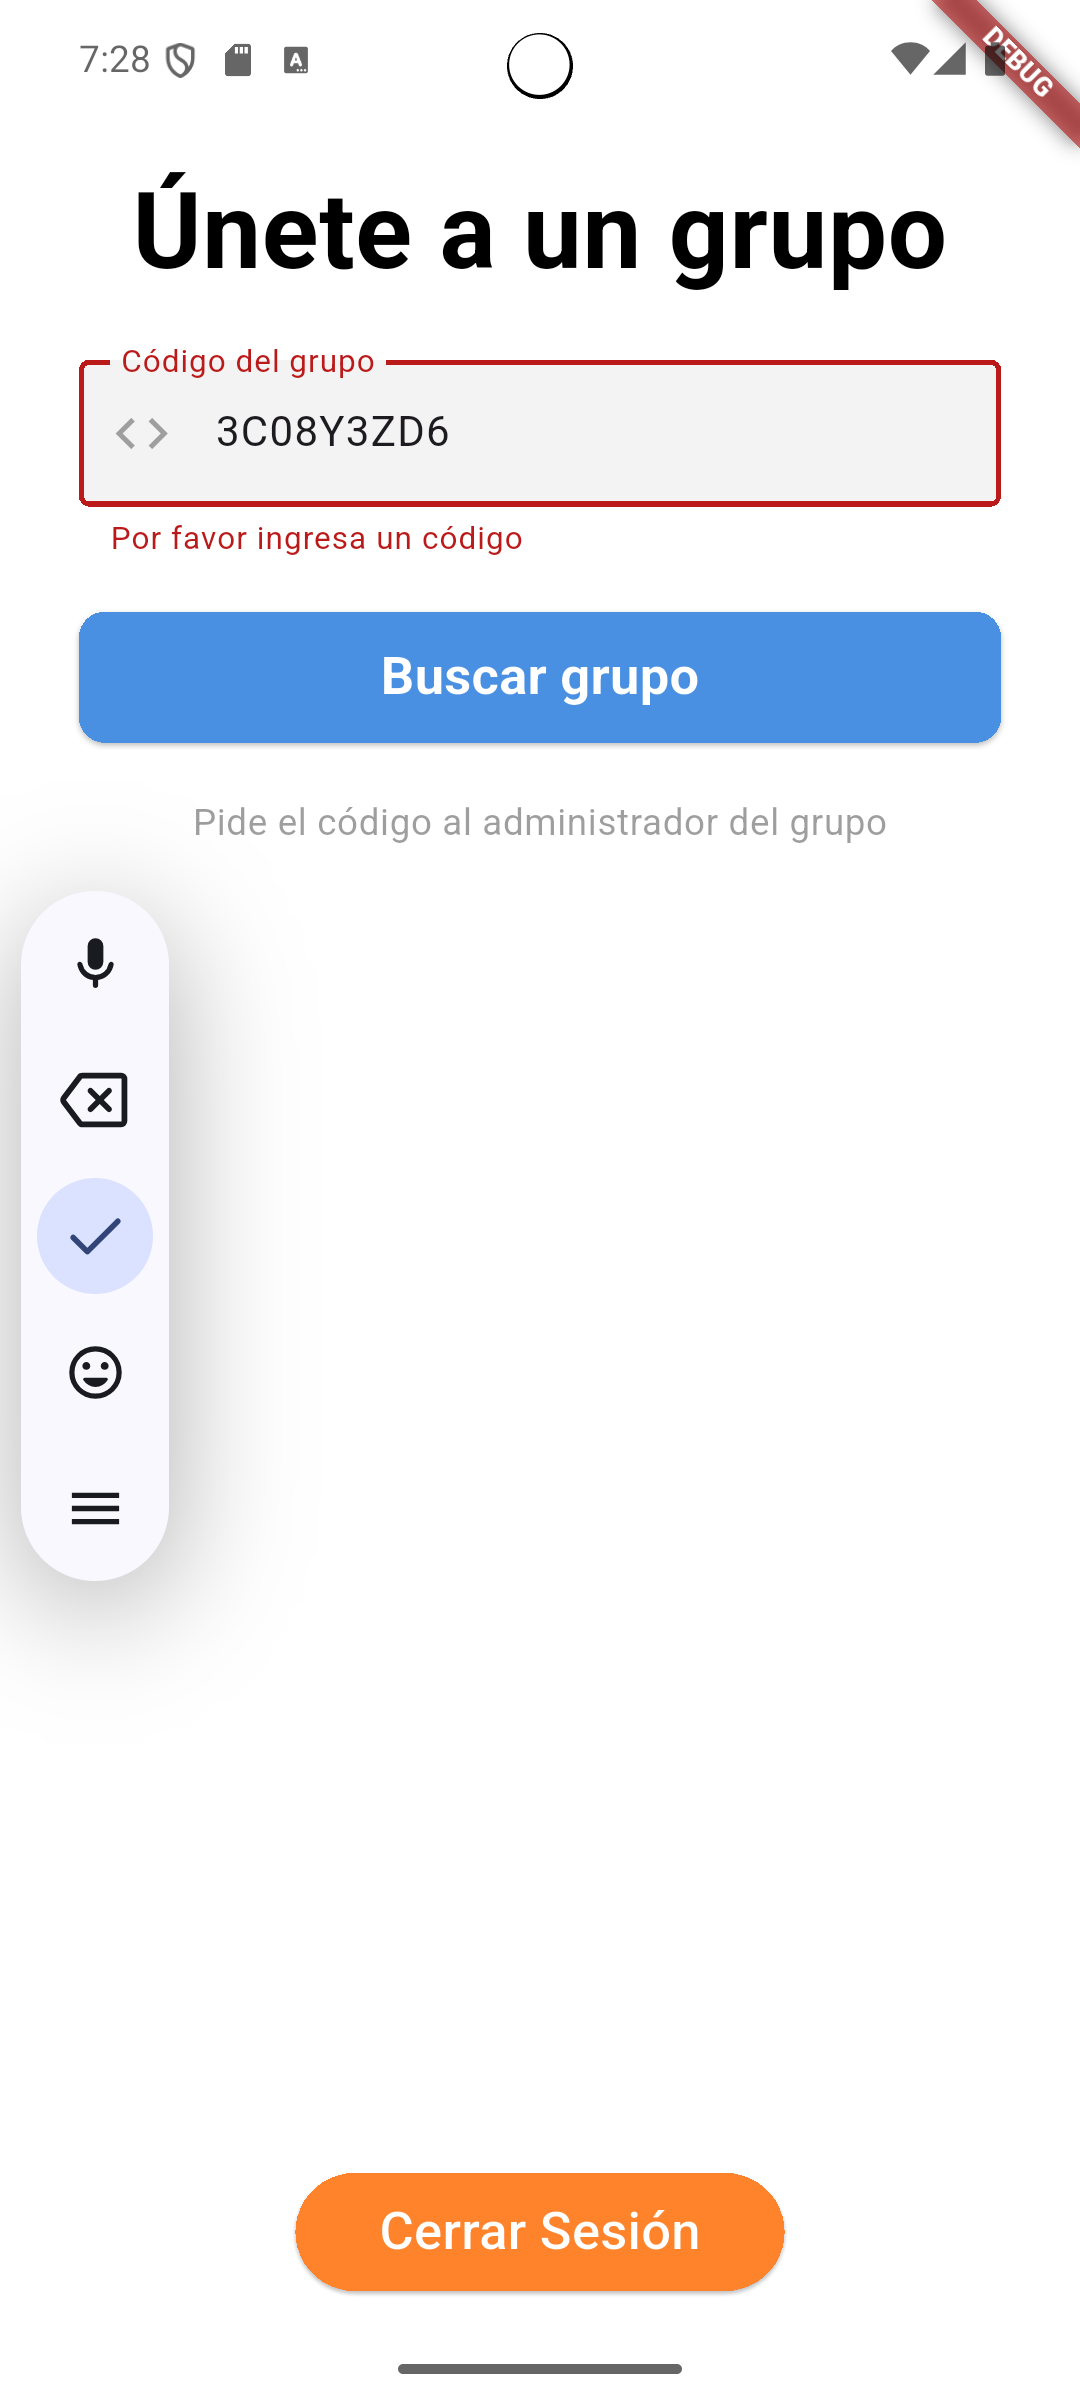 7:28
DEBUG
Únete a un grupo
Código del grupo
3C08Y3ZD6
Por favor ingresa un código
Buscar grupo
Pide el código al administrador del grupo
Cerrar Sesión